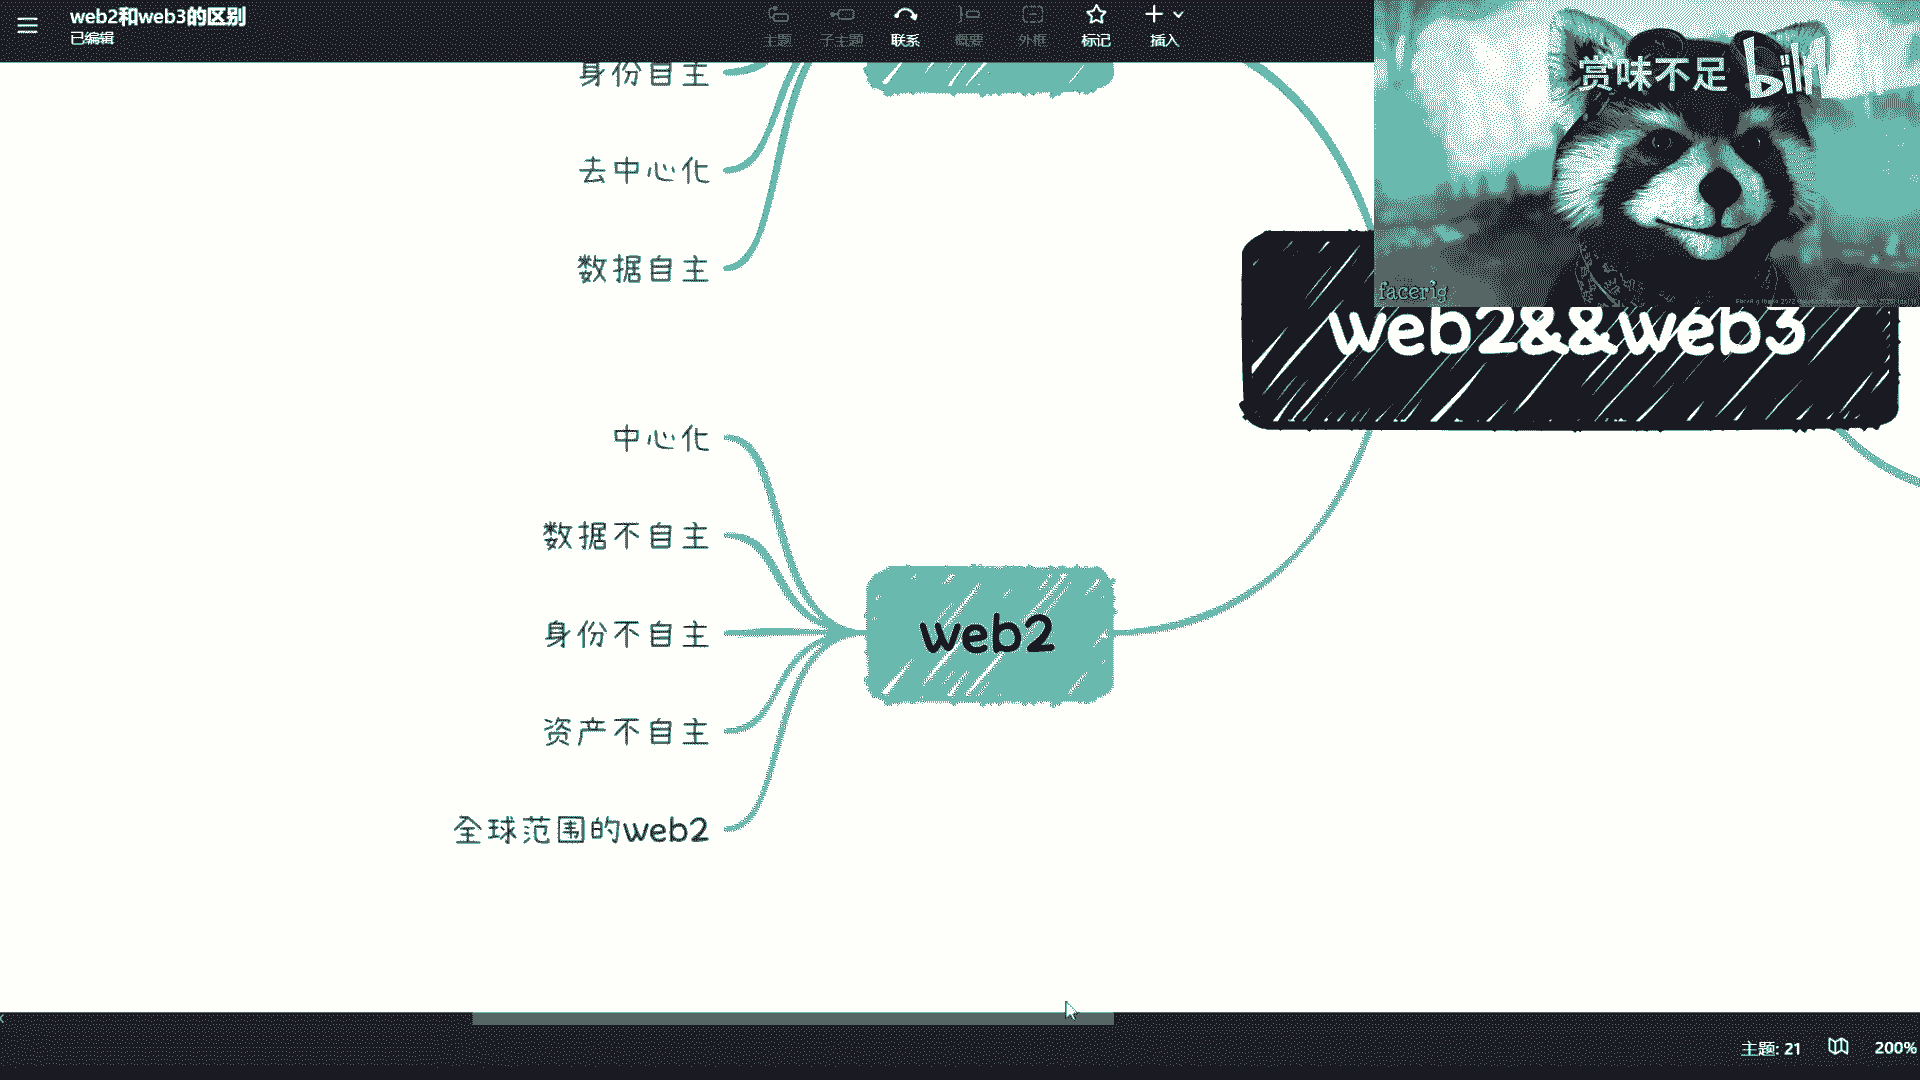 web2和web3的区别
已编辑
主题
子主题
联系
概要
外框
标记
插入
赏味不足 bill
facerig
身份自主
去中心化
数据自主
web2&&web3
中心化
数据不自主
身份不自主
web2
资产不自主
全球范围的web2
主题: 21
200%